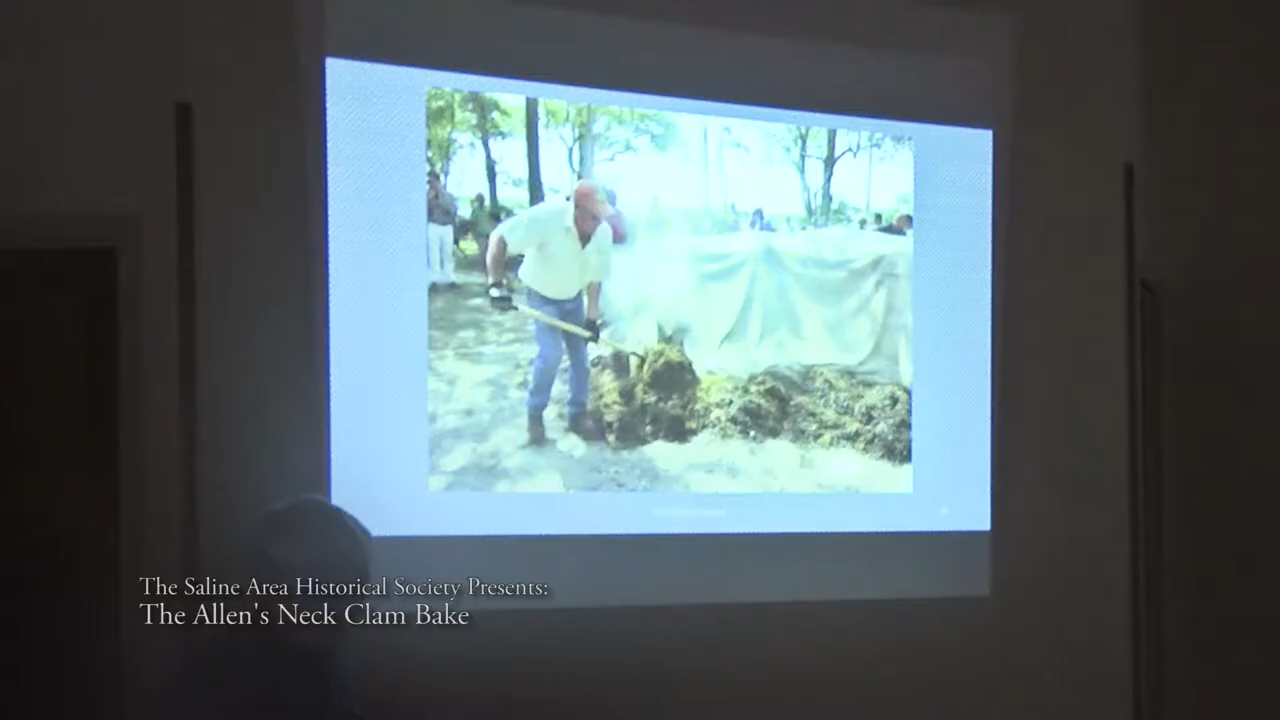 The Saline Area Historical Society Presents:
The Allen's Neck Clam Bake